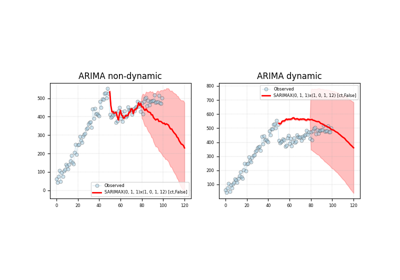 ARIMA non-dynamic
500
400
300
200
100
0
Observed
SARIMAX(0, 1, 1)x(1, 0, 1, 12) [ct,False]
0 20 40 60 80 100 120
ARIMA dynamic
800
700
600
500
400
300
200
100
Observed
SARIMAX(0, 1, 1)x(1, 0, 1, 12) [ct,False]
0 20 40 60 80 100 120